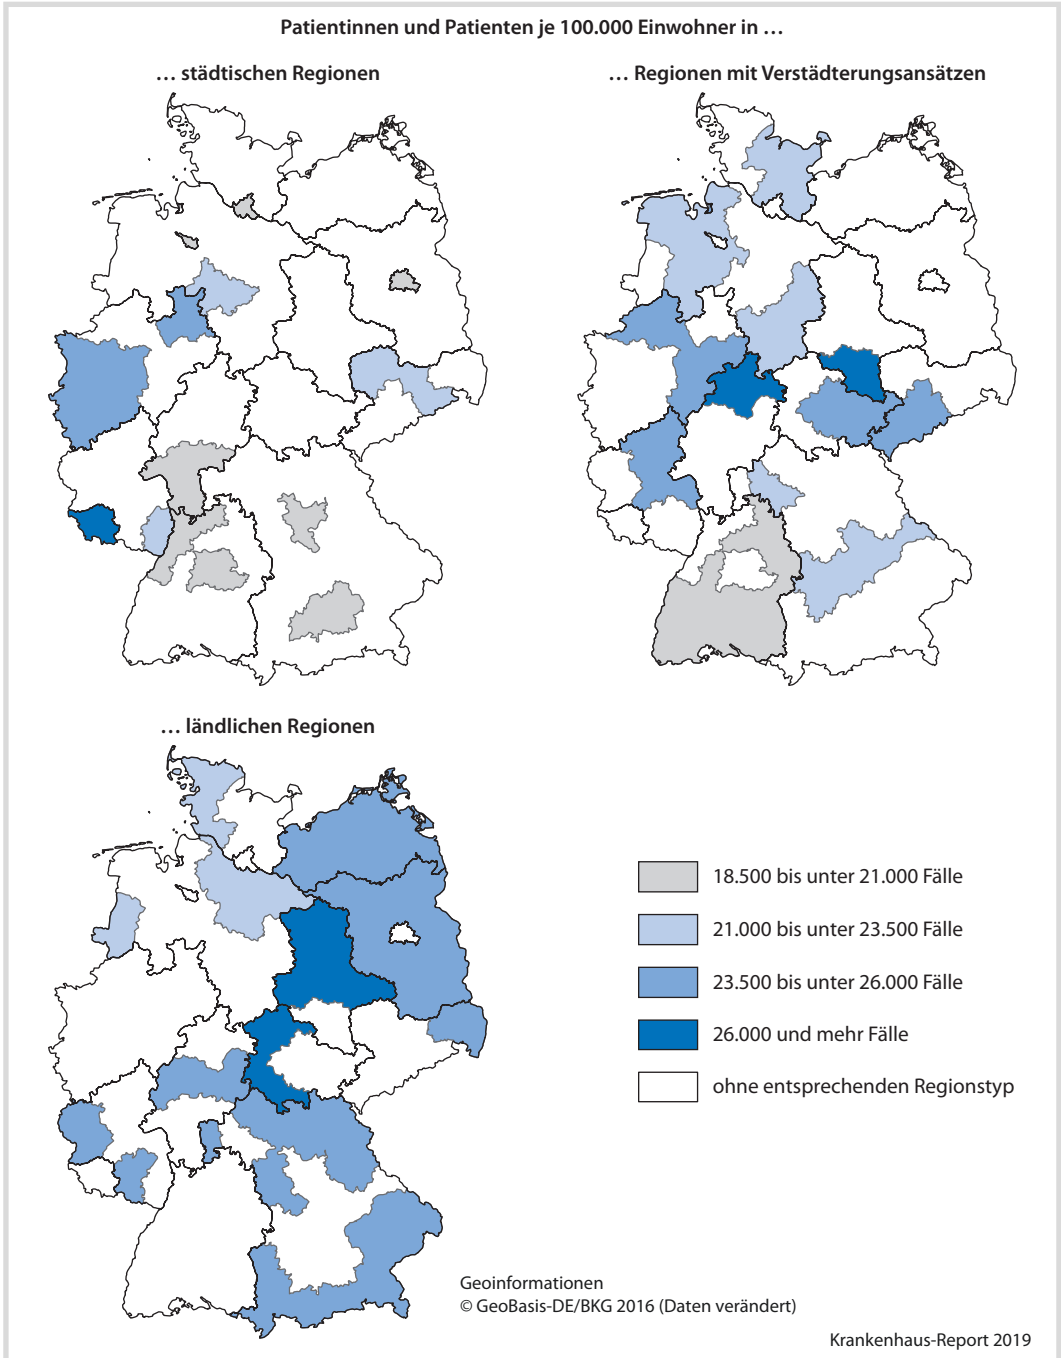 Patientinnen und Patienten je 100.000 Einwohner in …
… städtischen Regionen
… Regionen mit Verstädterungsansätzen
… ländlichen Regionen
18.500 bis unter 21.000 Fälle
21.000 bis unter 23.500 Fälle
23.500 bis unter 26.000 Fälle
26.000 und mehr Fälle
ohne entsprechenden Regionstyp
Geoinformationen
© GeoBasis-DE/BKG 2016 (Daten verändert)
Krankenhaus-Report 2019